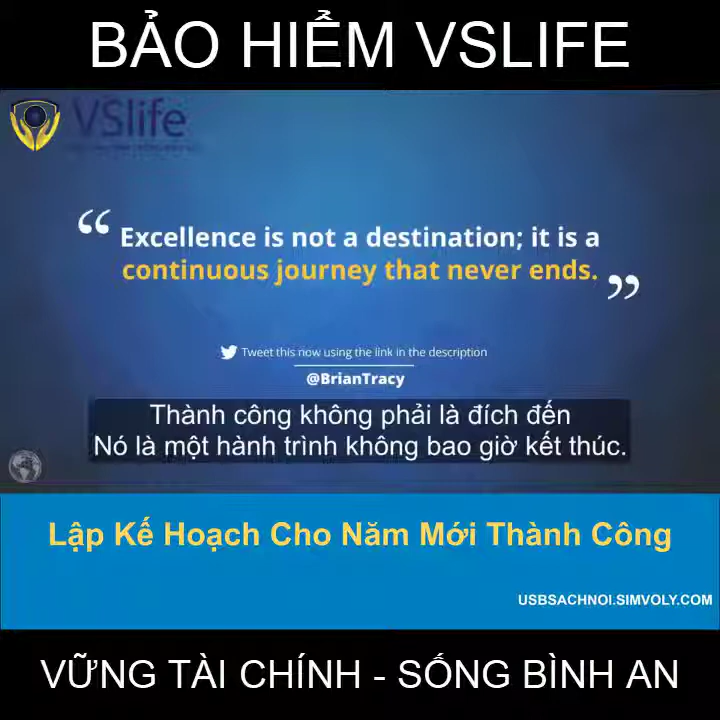 BẢO HIỂM VSLIFE
VSlife
“ Excellence is not a destination; it is a
continuous journey that never ends. ”
Tweet this now using the link in the description
@BrianTracy
Thành công không phải là đích đến
Nó là một hành trình không bao giờ kết thúc.
Lập Kế Hoạch Cho Năm Mới Thành Công
USBSACHNOI.SIMVOLY.COM
VỮNG TÀI CHÍNH - SỐNG BÌNH AN